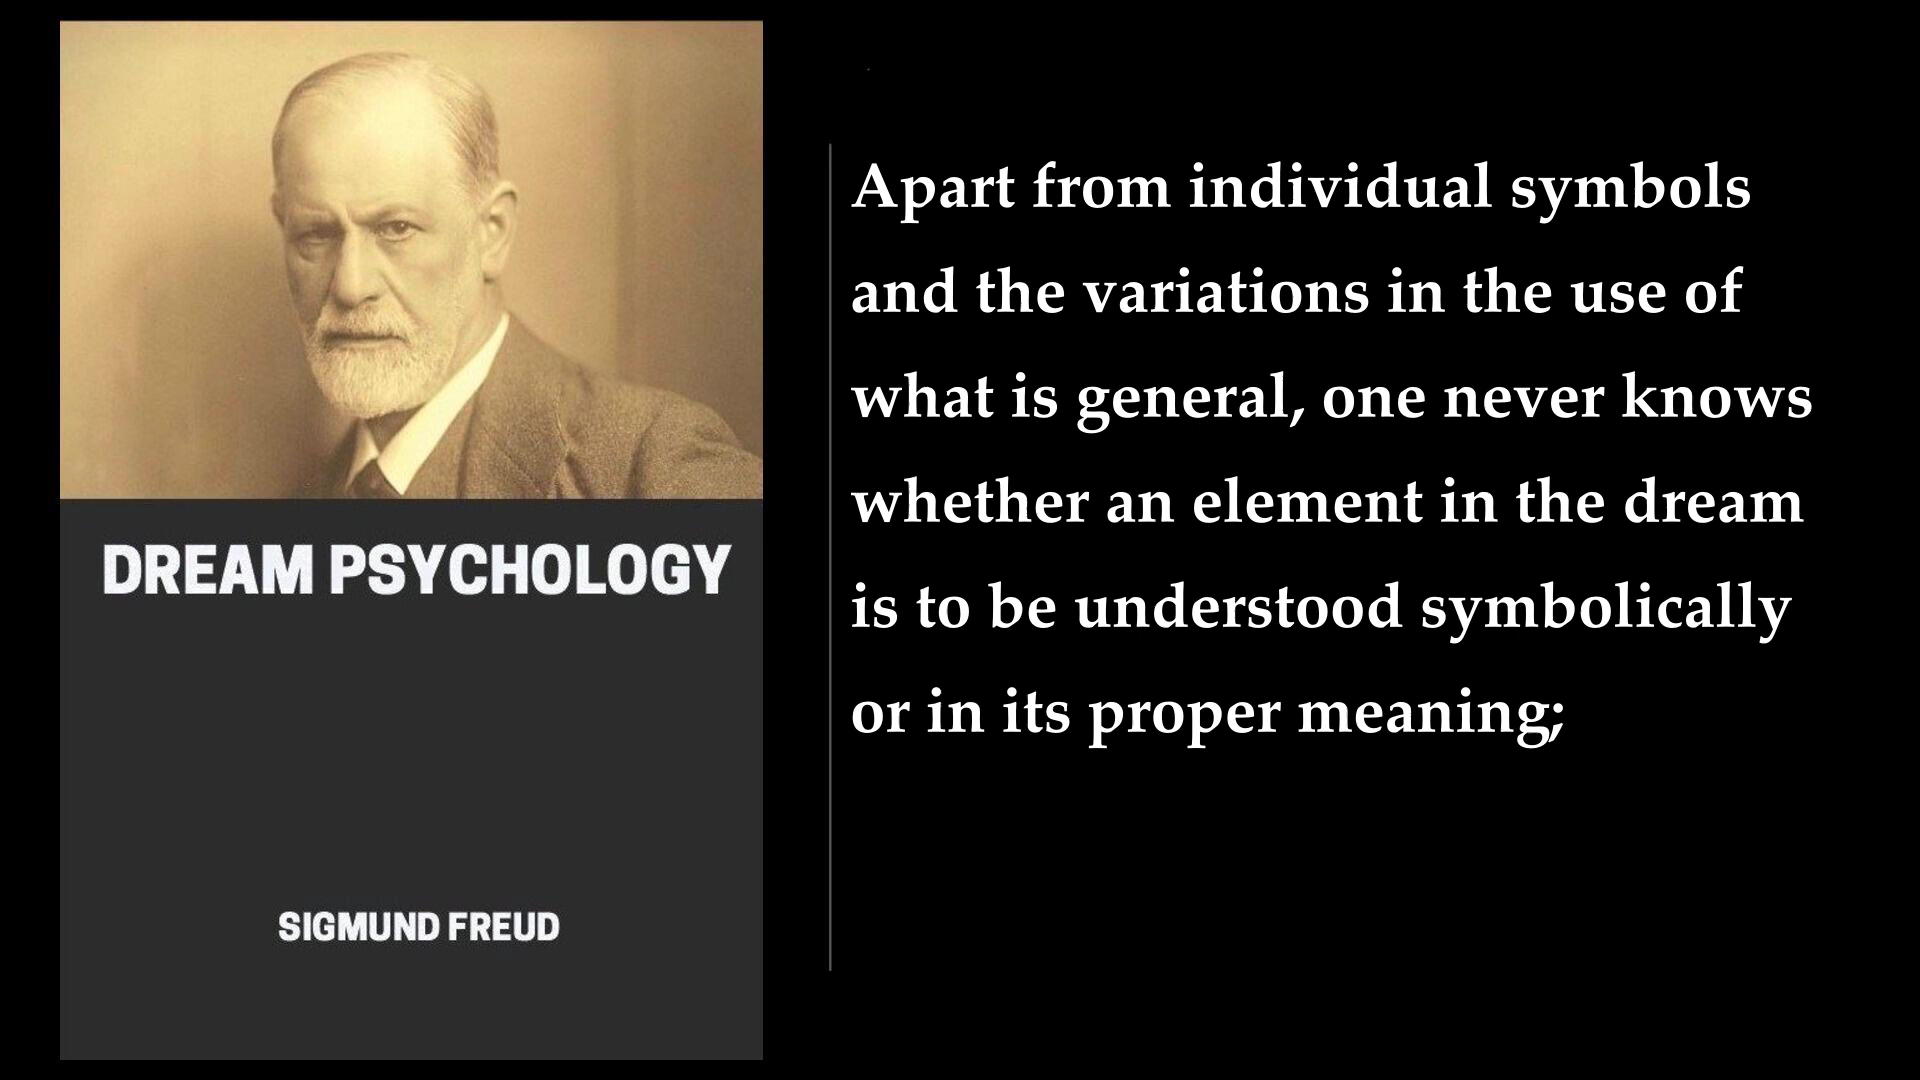 DREAM PSYCHOLOGY
SIGMUND FREUD
Apart from individual symbols
and the variations in the use of
what is general, one never knows
whether an element in the dream
is to be understood symbolically
or in its proper meaning;